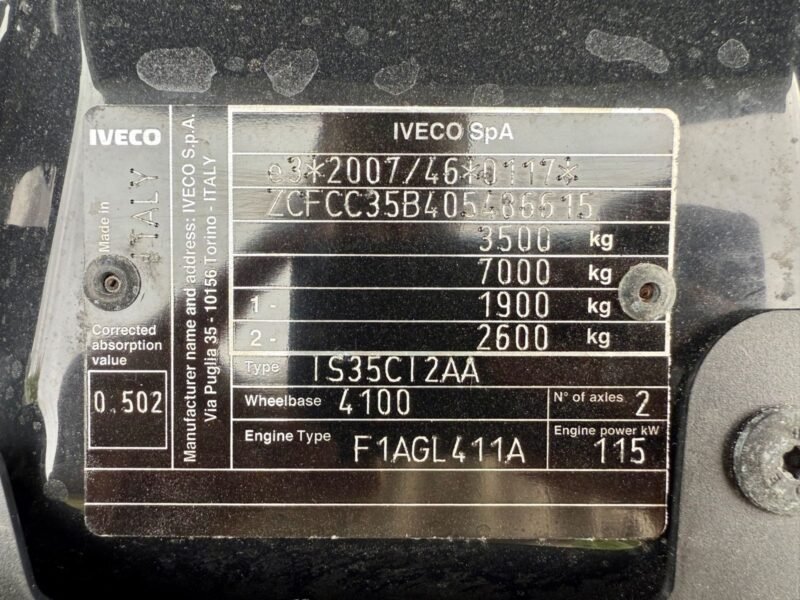 IVECO
Made in
ITALY
Corrected
absorption
value
0.502
Manufacturer name and address: IVECO S.p.A.
Via Puglia 35 - 10156 Torino - ITALY
IVECO SpA
e3*2007/46*0117*
ZCFCC35B405486615
3500 kg
7000 kg
1 - 1900 kg
2 - 2600 kg
Type IS35CI2AA
Wheelbase 4100
N° of axles 2
Engine Type F1AGL411A
Engine power kW 115